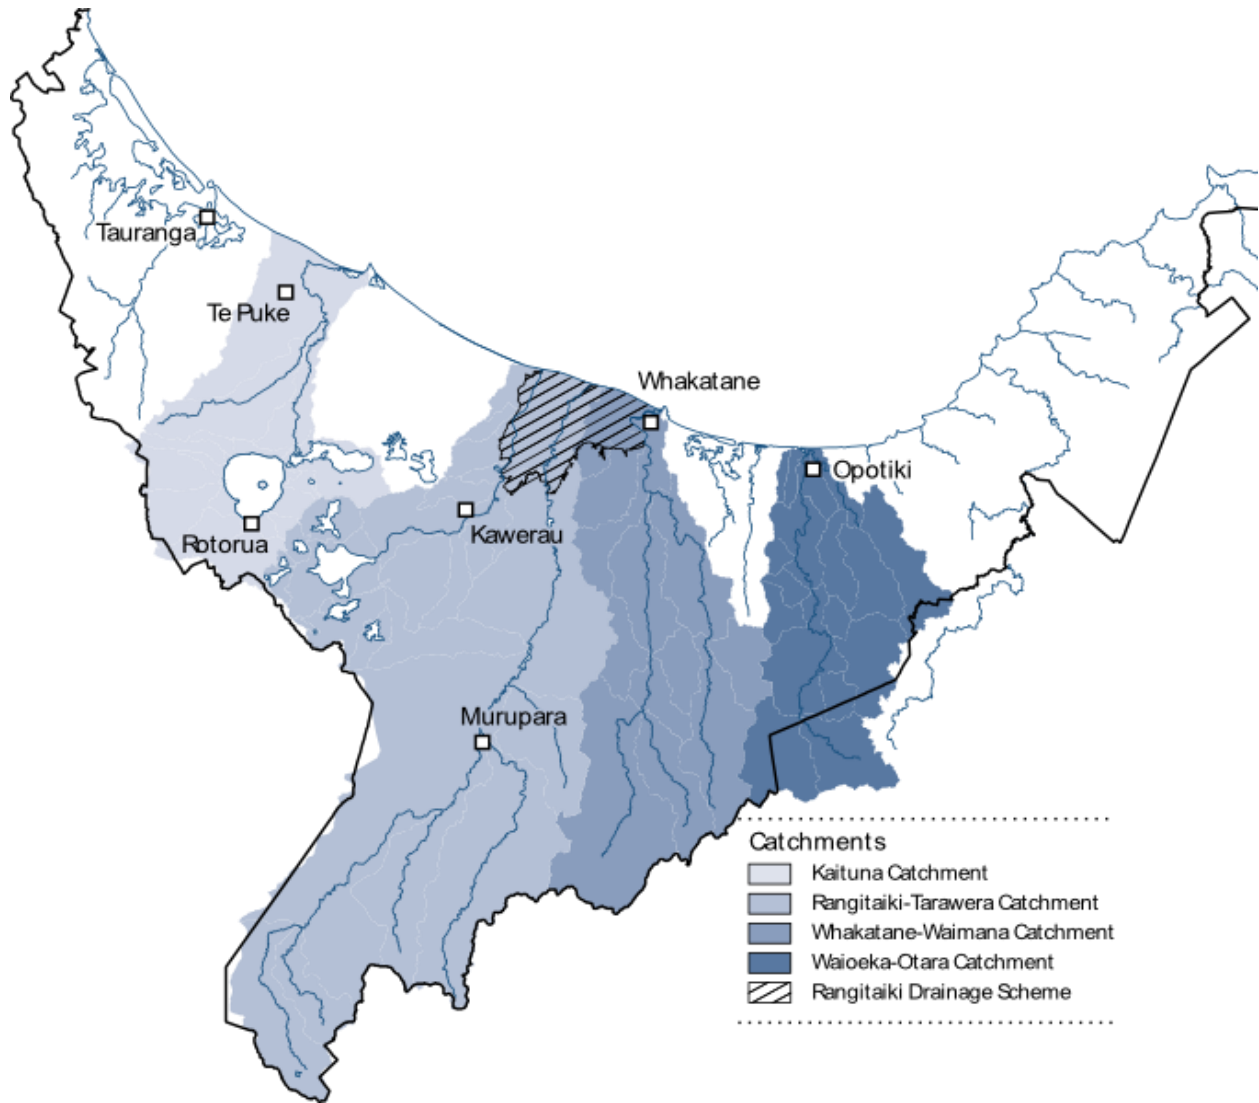 Tauranga
Te Puke
Whakatane
Opotiki
Kawerau
Rotorua
Murupara
Catchments
Kaituna Catchment
Rangitaiki-Tarawera Catchment
Whakatane-Waimana Catchment
Waioeka-Otara Catchment
Rangitaiki Drainage Scheme